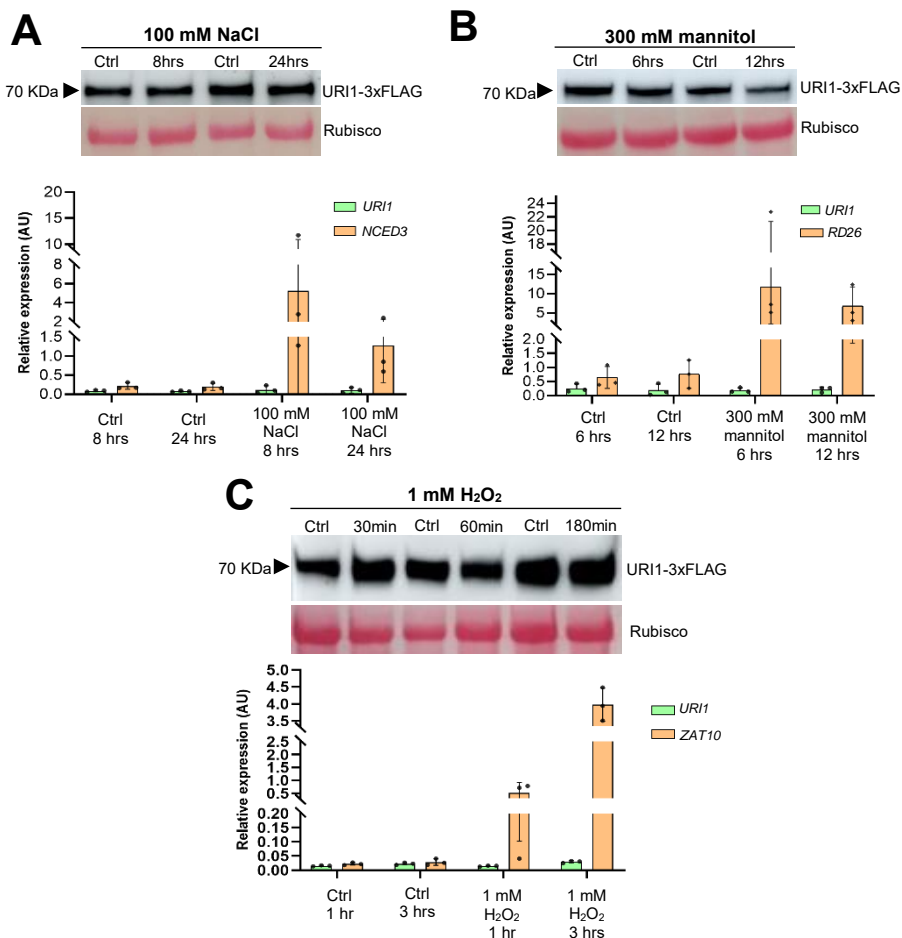 A
100 mM NaCl
Ctrl 8hrs Ctrl 24hrs
70 KDa URI1-3xFLAG
Rubisco
Relative expression (AU)
20
15
10
8
6
4
2
1.5
1.0
0.5
0.0
URI1
NCED3
Ctrl
8 hrs
Ctrl
24 hrs
100 mM
NaCl
8 hrs
100 mM
NaCl
24 hrs
B
300 mM mannitol
Ctrl 6hrs Ctrl 12hrs
70 KDa URI1-3xFLAG
Rubisco
Relative expression (AU)
24
22
20
18
15
10
5
2.0
1.5
1.0
0.5
0.0
URI1
RD26
Ctrl
6 hrs
Ctrl
12 hrs
300 mM
mannitol
6 hrs
300 mM
mannitol
12 hrs
C
1 mM H₂O₂
Ctrl 30min Ctrl 60min Ctrl 180min
70 KDa URI1-3xFLAG
Rubisco
Relative expression (AU)
5.0
4.5
4.0
3.5
2.5
2.0
1.5
1.0
0.5
0.20
0.15
0.10
0.05
0.00
URI1
ZAT10
Ctrl
1 hr
Ctrl
3 hrs
1 mM
H₂O₂
1 hr
1 mM
H₂O₂
3 hrs